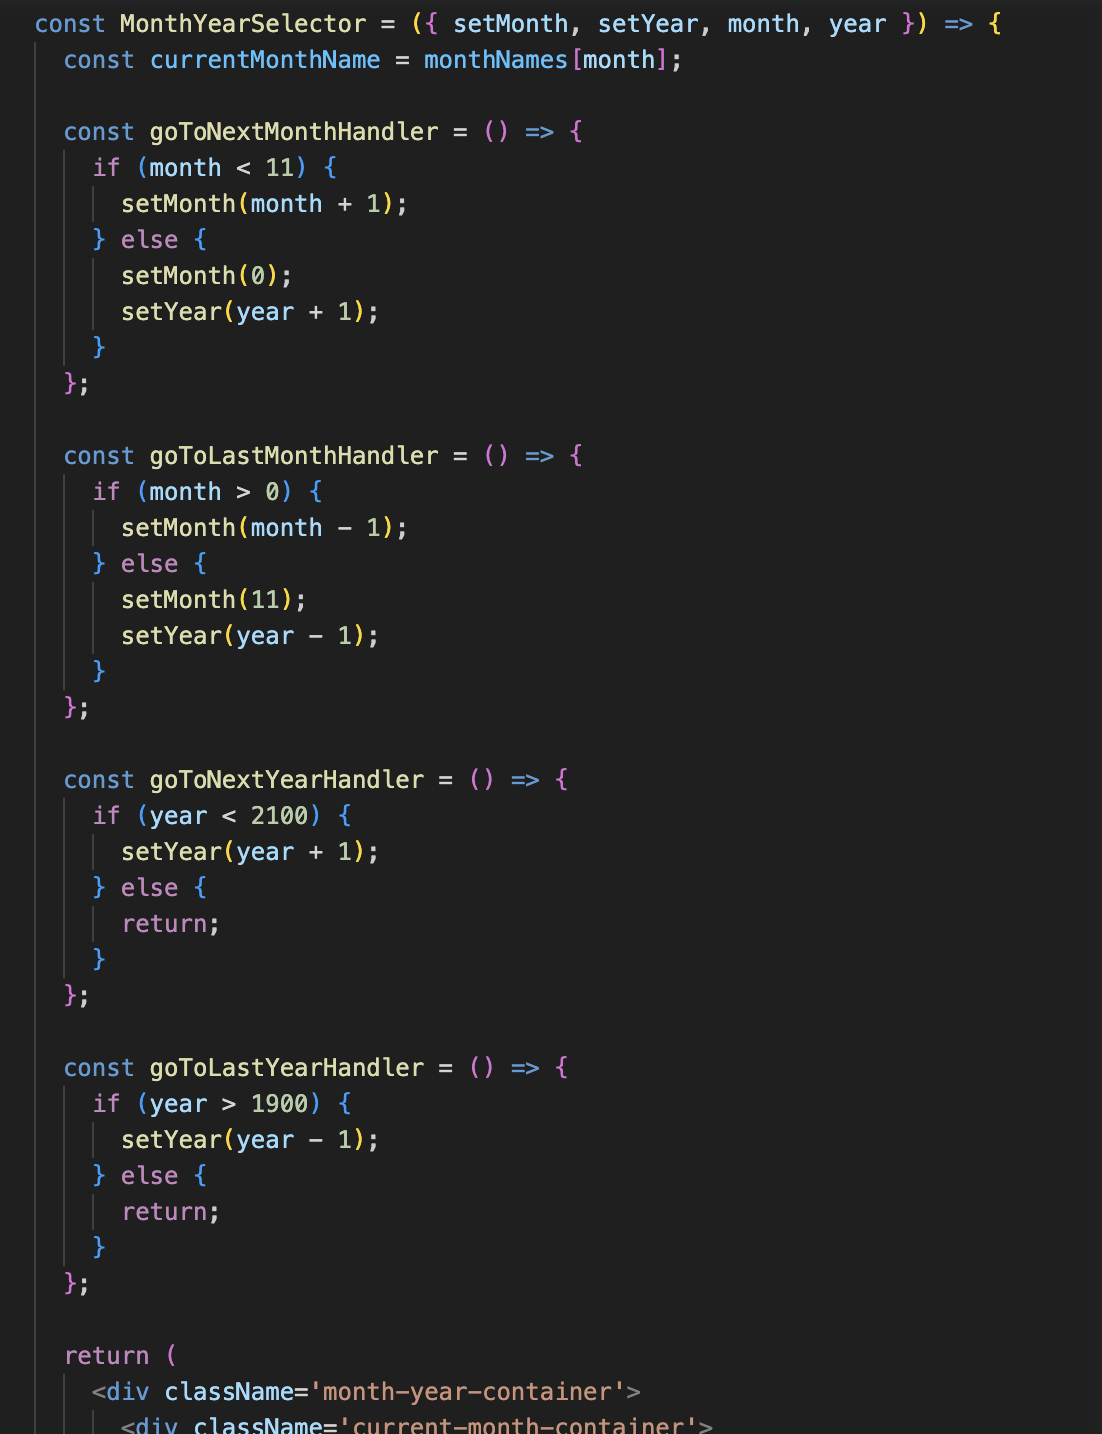 const MonthYearSelector = ({ setMonth, setYear, month, year }) => {
  const currentMonthName = monthNames[month];

  const goToNextMonthHandler = () => {
    if (month < 11) {
      setMonth(month + 1);
    } else {
      setMonth(0);
      setYear(year + 1);
    }
  };

  const goToLastMonthHandler = () => {
    if (month > 0) {
      setMonth(month - 1);
    } else {
      setMonth(11);
      setYear(year - 1);
    }
  };

  const goToNextYearHandler = () => {
    if (year < 2100) {
      setYear(year + 1);
    } else {
      return;
    }
  };

  const goToLastYearHandler = () => {
    if (year > 1900) {
      setYear(year - 1);
    } else {
      return;
    }
  };

  return (
    <div className='month-year-container'>
      <div className='current-month-container'>